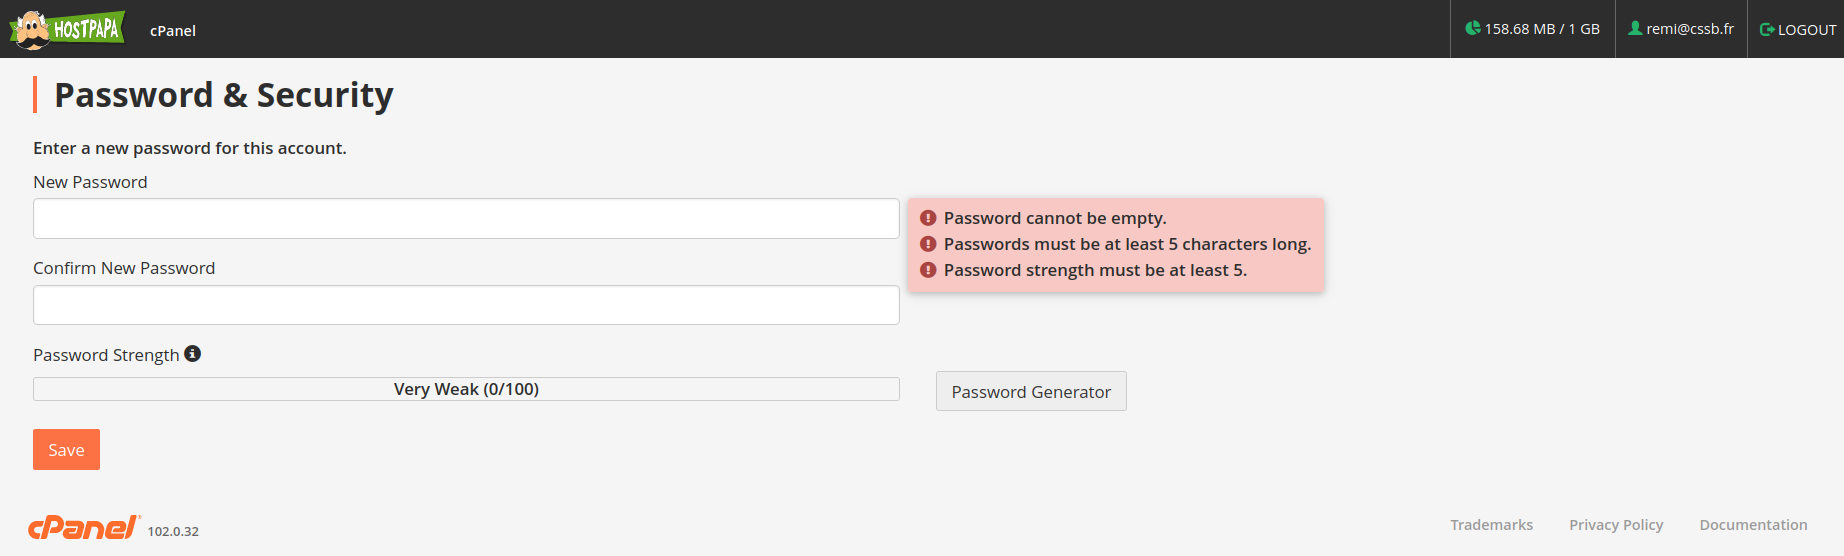 HOSTPAPA cPanel 158.68 MB / 1 GB remi@cssb.fr LOGOUT
Password & Security
Enter a new password for this account.
New Password
Password cannot be empty.
Passwords must be at least 5 characters long.
Password strength must be at least 5.
Confirm New Password
Password Strength
Very Weak (0/100) Password Generator
Save
cPanel® 102.0.32 Trademarks Privacy Policy Documentation